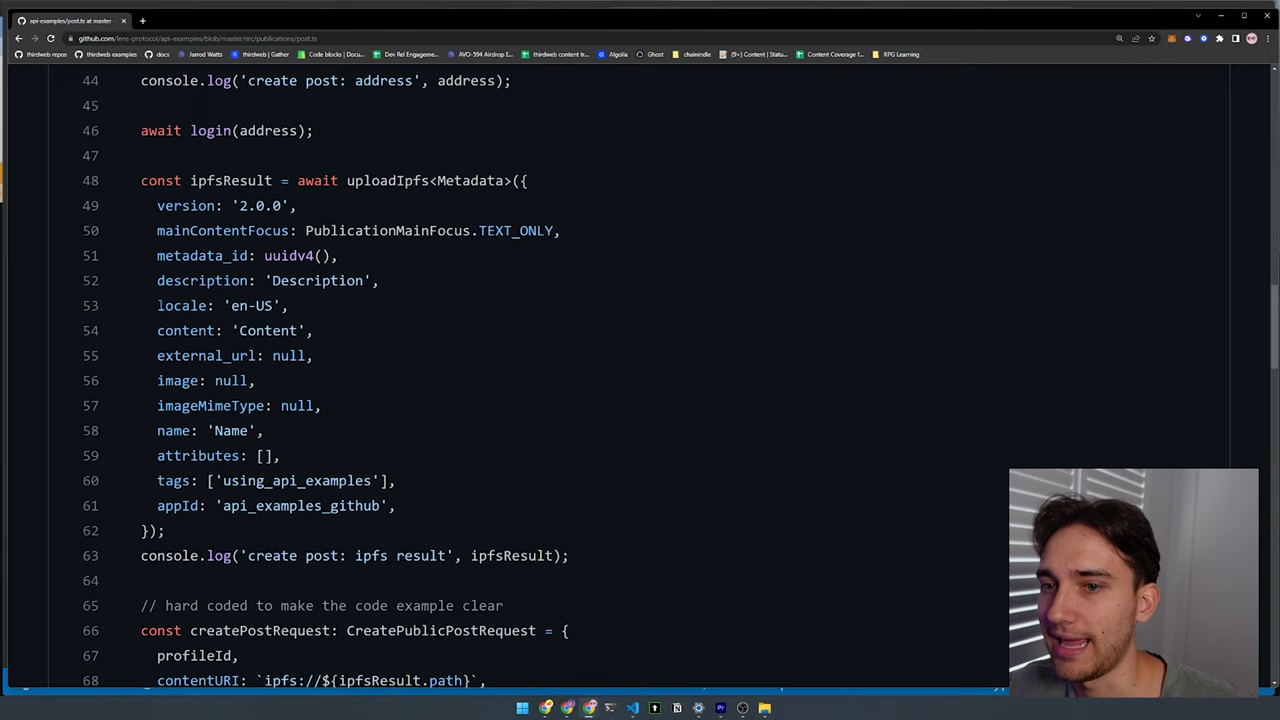 api-examples/post.ts at master
github.com/lens-protocol/api-examples/blob/master/src/publications/post.ts
thirdweb repos
thirdweb examples
docs
Jarrod Watts
thirdweb | Gather
Code blocks | Docu...
Dev Rel Engageme...
AVO-594 Airdrop E...
thirdweb content tr...
Algolia
Ghost
chainindle
(9+) Content | Statu...
Content Coverage f...
RPG Learning
44 console.log('create post: address', address);
45
46 await login(address);
47
48 const ipfsResult = await uploadIpfs<Metadata>({
49 version: '2.0.0',
50 mainContentFocus: PublicationMainFocus.TEXT_ONLY,
51 metadata_id: uuidv4(),
52 description: 'Description',
53 locale: 'en-US',
54 content: 'Content',
55 external_url: null,
56 image: null,
57 imageMimeType: null,
58 name: 'Name',
59 attributes: [],
60 tags: ['using_api_examples'],
61 appId: 'api_examples_github',
62 });
63 console.log('create post: ipfs result', ipfsResult);
64
65 // hard coded to make the code example clear
66 const createPostRequest: CreatePublicPostRequest = {
67 profileId,
68 contentURI: `ipfs://${ipfsResult.path}`,